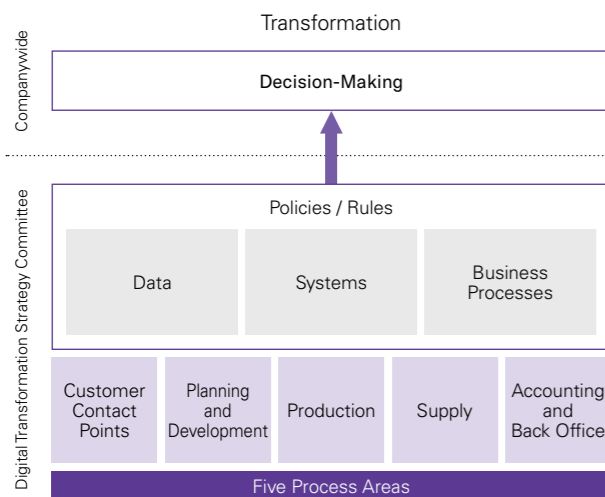 Transformation
Companywide
Decision-Making
Digital Transformation Strategy Committee
Policies / Rules
Data
Systems
Business
Processes
Customer
Contact
Points
Planning
and
Development
Production
Supply
Accounting
and
Back Office
Five Process Areas